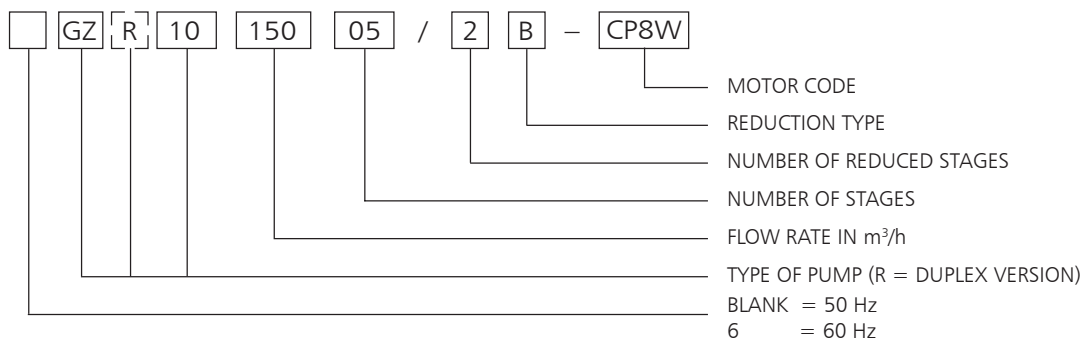 GZ R 10 150 05 / 2 B – CP8W
MOTOR CODE
REDUCTION TYPE
NUMBER OF REDUCED STAGES
NUMBER OF STAGES
FLOW RATE IN m³/h
TYPE OF PUMP (R = DUPLEX VERSION)
BLANK = 50 Hz
6 = 60 Hz